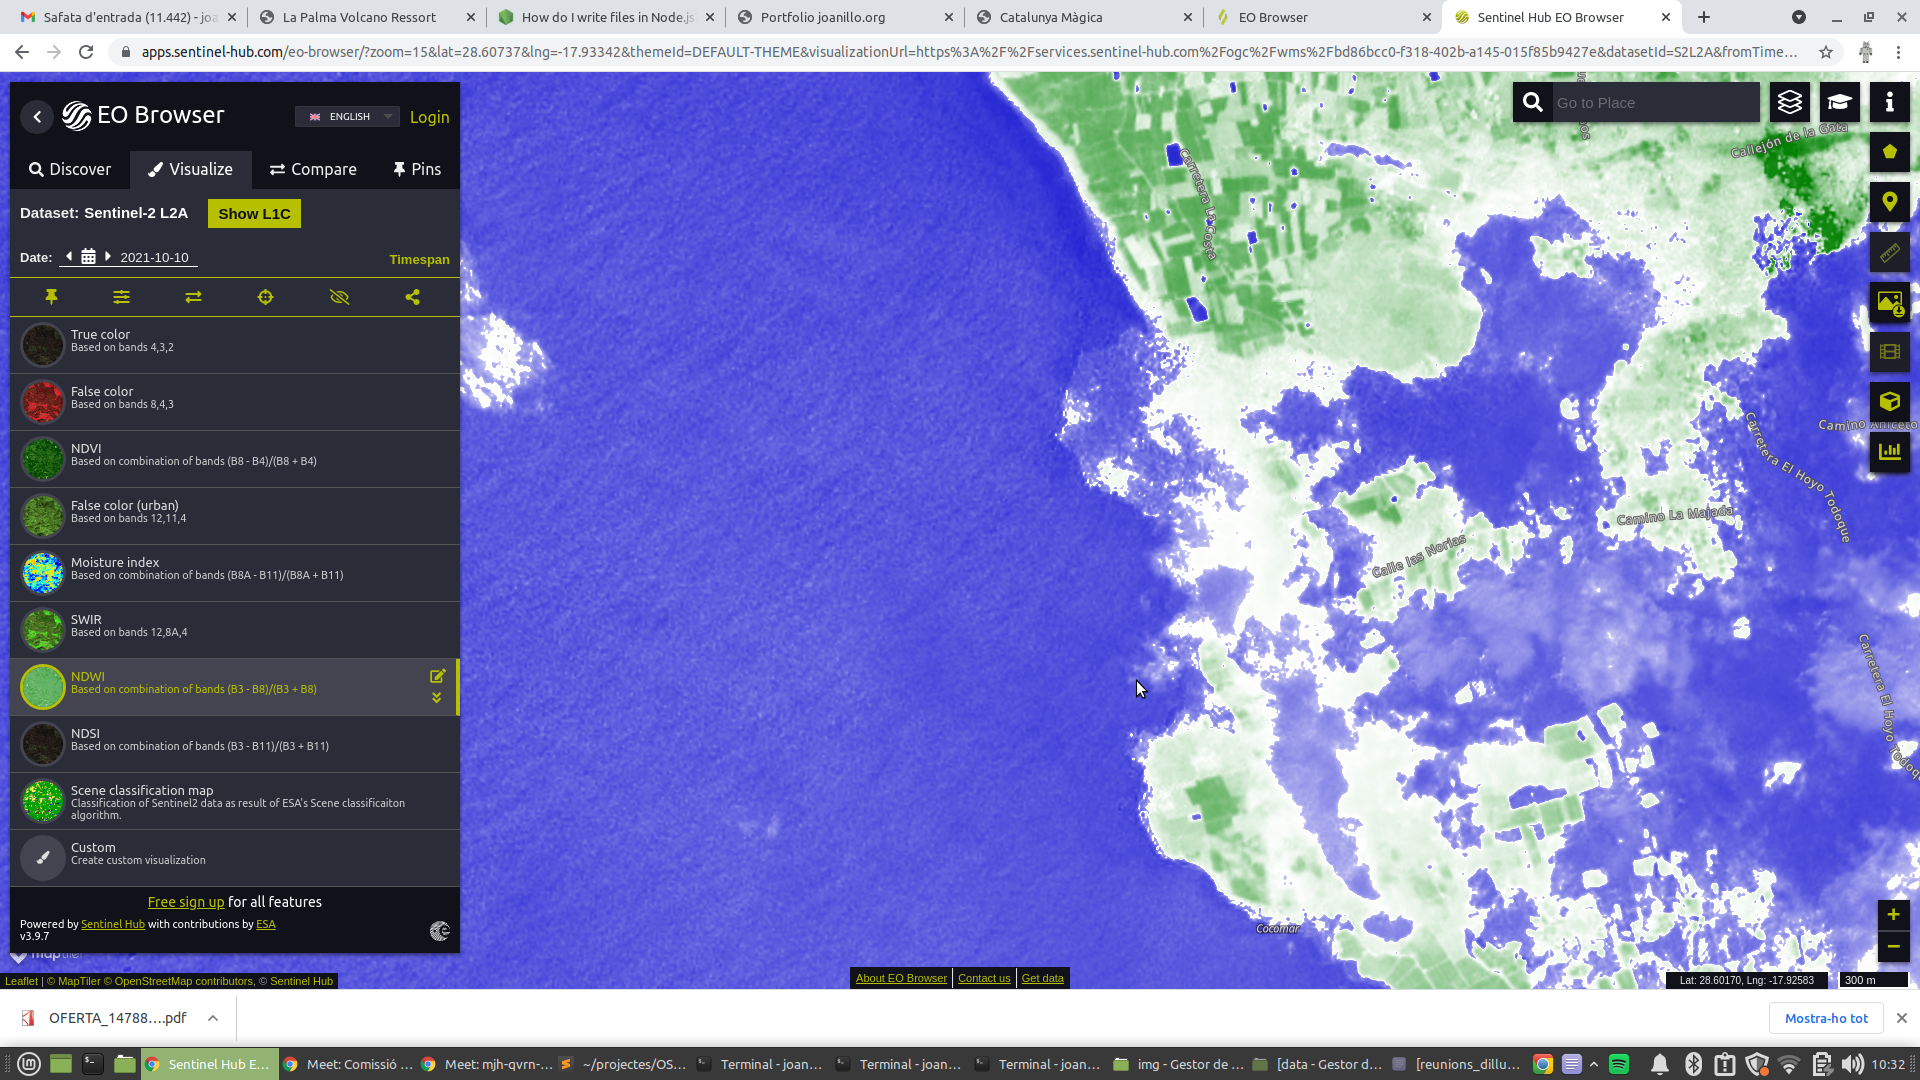 Safata d'entrada (11.442) - joa
La Palma Volcano Ressort
How do I write files in Node.js
Portfolio joanillo.org
Catalunya Màgica
EO Browser
Sentinel Hub EO Browser
apps.sentinel-hub.com/eo-browser/?zoom=15&lat=28.60737&lng=-17.93342&themeId=DEFAULT-THEME&visualizationUrl=https%3A%2F%2Fservices.sentinel-hub.com%2Fogc%2Fwms%2Fbd86bcc0-f318-402b-a145-015f85b9427e&datasetId=S2L2A&fromTime...
EO Browser
ENGLISH
Login
Discover
Visualize
Compare
Pins
Dataset: Sentinel-2 L2A
Show L1C
Date:
2021-10-10
Timespan
True color
Based on bands 4,3,2
False color
Based on bands 8,4,3
NDVI
Based on combination of bands (B8 - B4)/(B8 + B4)
False color (urban)
Based on bands 12,11,4
Moisture index
Based on combination of bands (B8A - B11)/(B8A + B11)
SWIR
Based on bands 12,8A,4
NDWI
Based on combination of bands (B3 - B8)/(B3 + B8)
NDSI
Based on combination of bands (B3 - B11)/(B3 + B11)
Scene classification map
Classification of Sentinel2 data as result of ESA's Scene classificaiton
algorithm.
Custom
Create custom visualization
Free sign up for all features
Powered by Sentinel Hub with contributions by ESA
v3.9.7
Go to Place
Callejón de la Gata
Carretera La Costa
Camino Aniceto
Carretera El Hoyo Todoque
Camino La Majada
Calle las Norias
Carretera El Hoyo Todoqu
Cocomar
maptiler
Leaflet | © MapTiler © OpenStreetMap contributors, © Sentinel Hub
About EO Browser
Contact us
Get data
Lat: 28.60170, Lng: -17.92583
300 m
OFERTA_14788....pdf
Mostra-ho tot
Sentinel Hub E...
Meet: Comissió ...
Meet: mjh-qvrn-...
~/projectes/OS...
Terminal - joan...
Terminal - joan...
Terminal - joan...
img - Gestor de ...
[data - Gestor d...
[reunions_dillu...
10:32